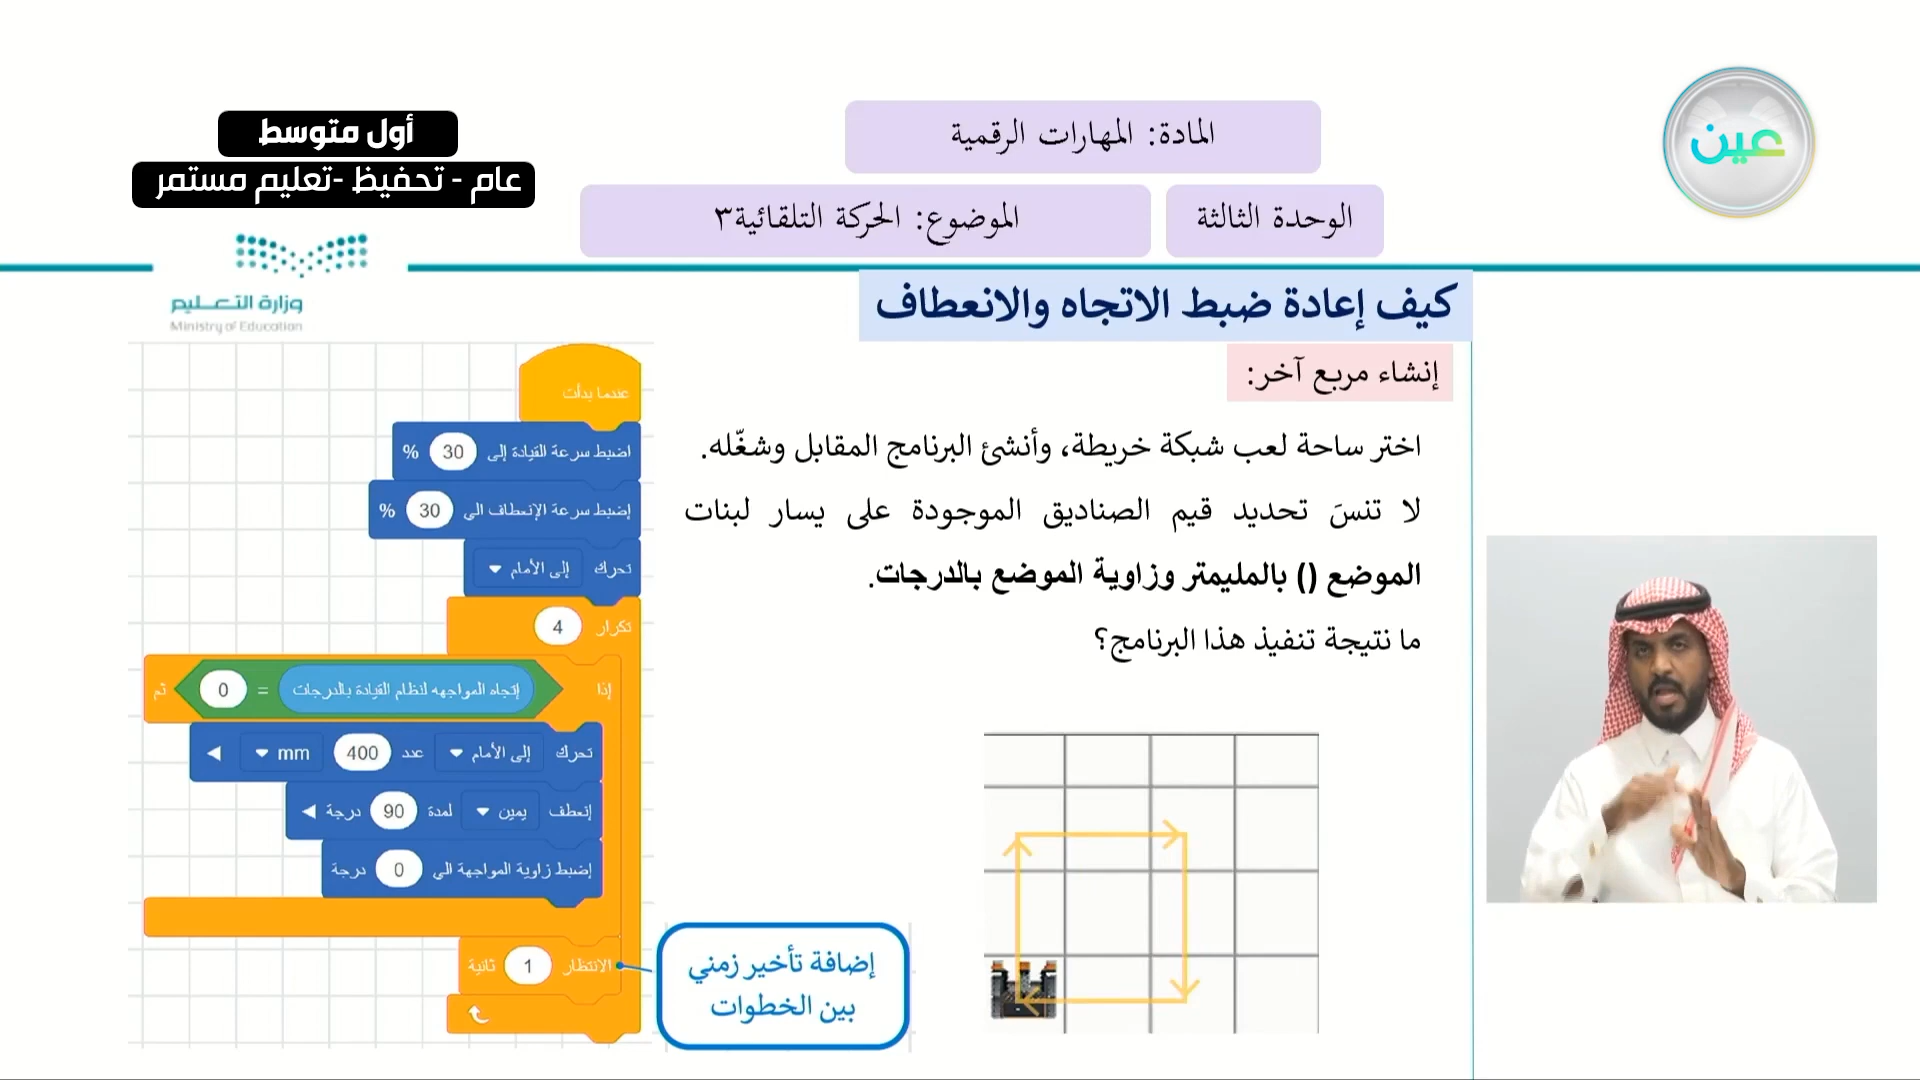 عين
المادة: المهارات الرقمية
أول متوسط
عام - تحفيظ -تعليم مستمر
الوحدة الثالثة
الموضوع: الحركة التلقائية٣
وزارة التعليم
Ministry of Education
كيف إعادة ضبط الاتجاه والانعطاف
إنشاء مربع آخر:
اختر ساحة لعب شبكة خريطة، وأنشئ البرنامج المقابل وشغّله.
لا تنسَ تحديد قيم الصناديق الموجودة على يسار لبنات
الموضع () بالمليمتر وزاوية الموضع بالدرجات.
ما نتيجة تنفيذ هذا البرنامج؟
عندما بدأت
اضبط سرعة القيادة إلى 30 %
إضبط سرعة الإنعطاف الى 30 %
تحرك إلى الأمام
تكرار 4
إذا إتجاه المواجهه لنظام القيادة بالدرجات = 0 ثم
تحرك إلى الأمام عدد 400 mm
إنعطف يمين لمدة 90 درجة
إضبط زاوية المواجهة الى 0 درجة
الانتظار 1 ثانية
إضافة تأخير زمني
بين الخطوات